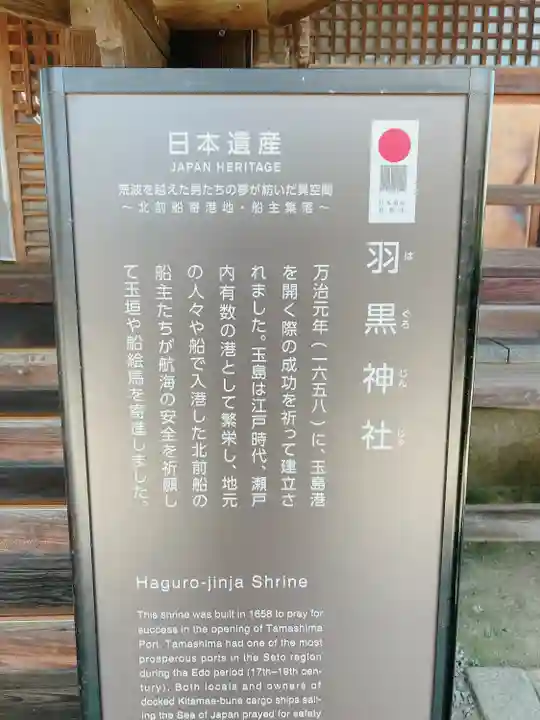 日本遺産
JAPAN HERITAGE
荒波を越えた男たちの夢が紡いだ異空間
～北前船寄港地・船主集落～
羽黒神社
はぐろじんじゃ
万治元年(一六五八)に、玉島港
を開く際の成功を祈って建立さ
れました。玉島は江戸時代、瀬戸
内有数の港として繁栄し、地元
の人々や船で入港した北前船の
船主たちが航海の安全を祈願し
て玉垣や船絵馬を寄進しました。
Haguro-jinja Shrine
This shrine was built in 1658 to pray for
success in the opening of Tamashima
Port. Tamashima had one of the most
prosperous ports in the Seto region
during the Edo period (17th–19th cen-
tury). Both locals and owners of
docked Kitamae-bune cargo ships sail-
ing the Sea of Japan prayed for safety